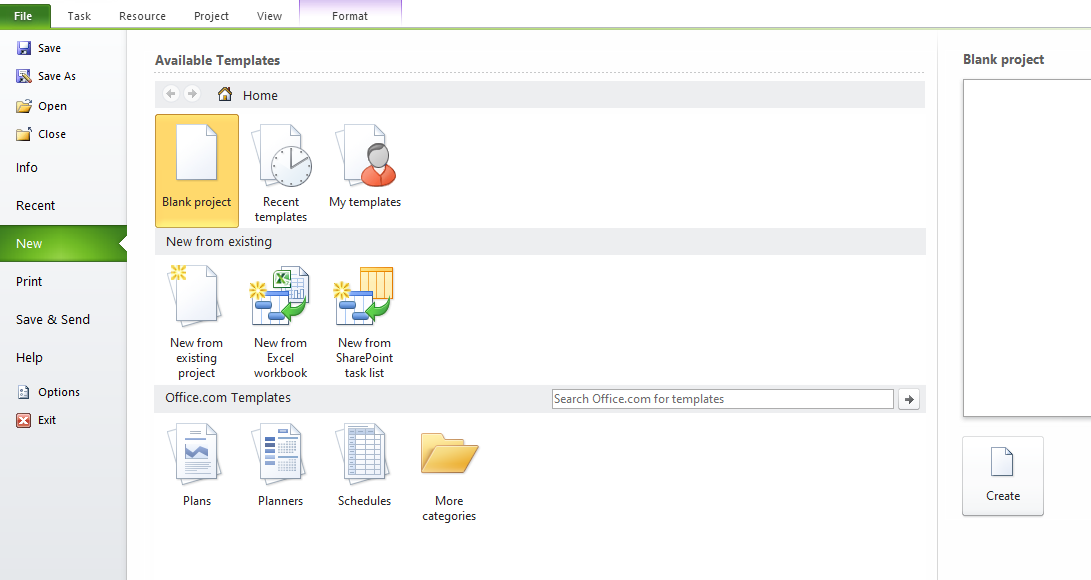 File Task Resource Project View Format
Save
Save As
Open
Close
Info
Recent
New
Print
Save & Send
Help
Options
Exit
Available Templates
Home
Blank project
Recent
templates
My templates
New from existing
New from
existing
project
New from
Excel
workbook
New from
SharePoint
task list
Office.com Templates
Search Office.com for templates
Plans
Planners
Schedules
More
categories
Blank project
Create